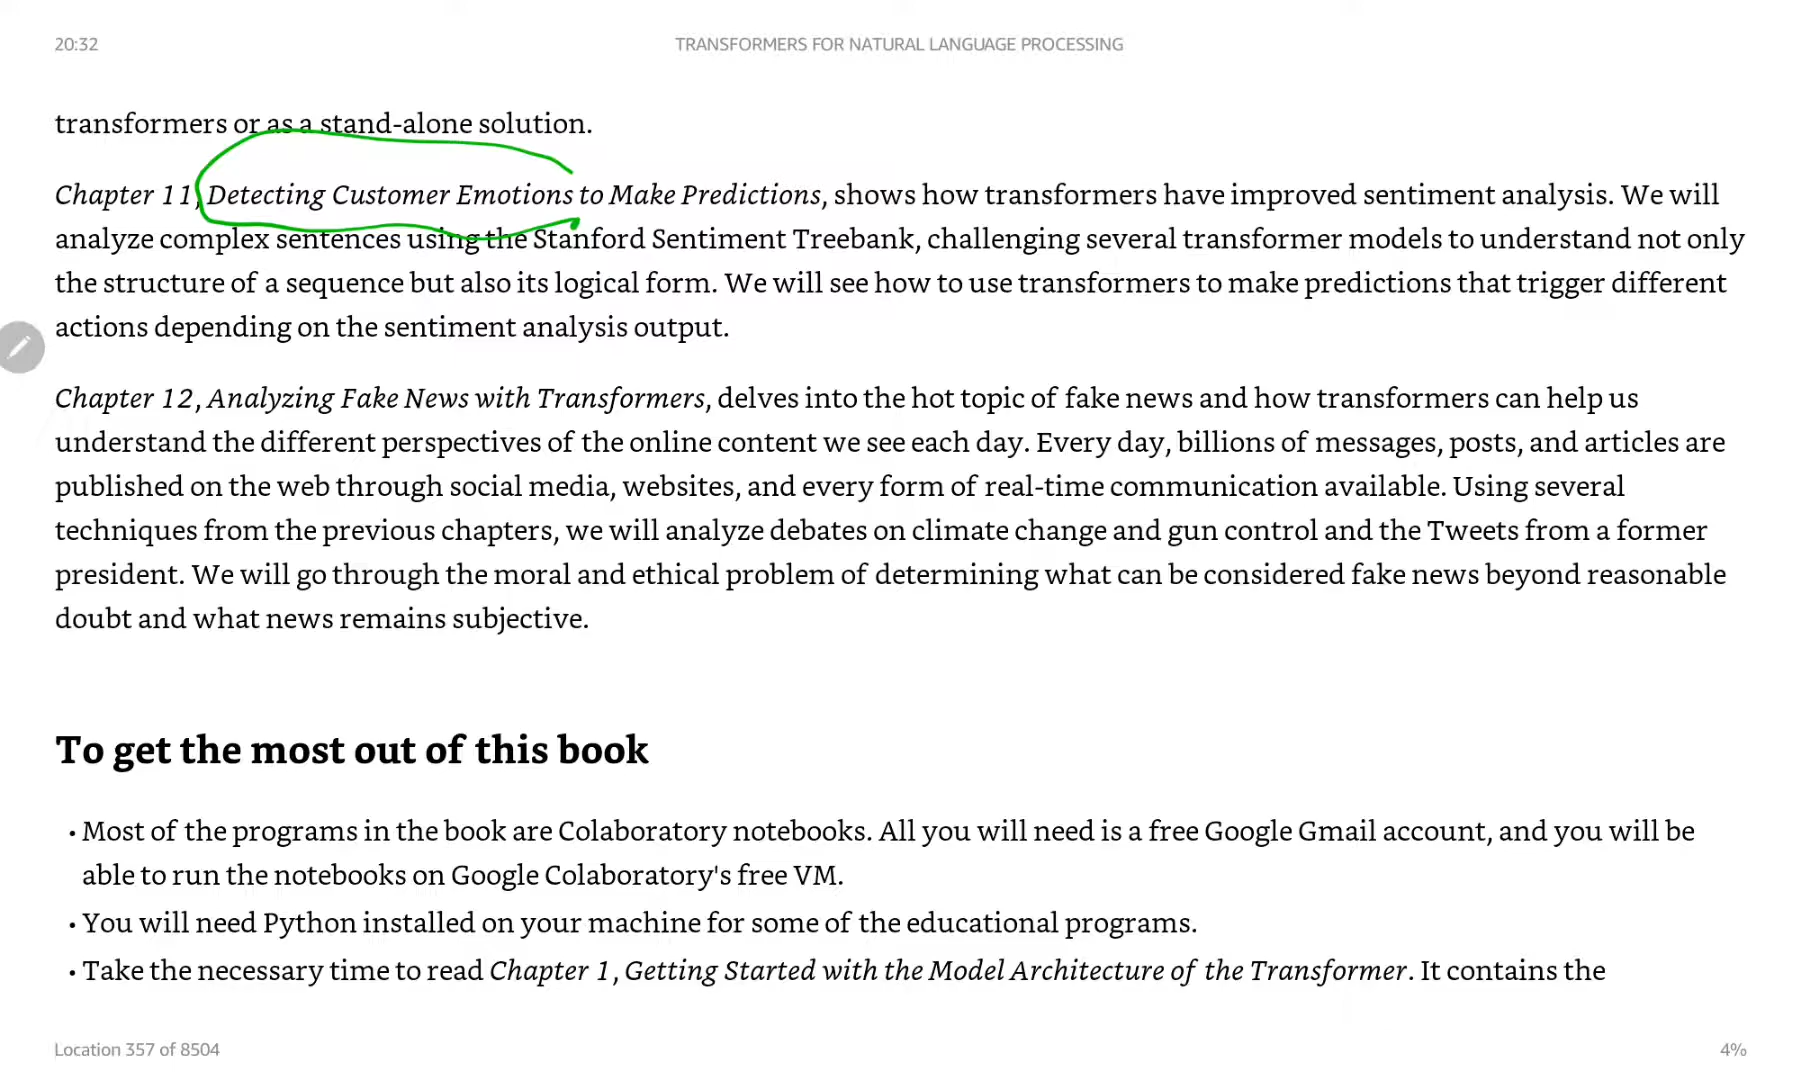 20:32
TRANSFORMERS FOR NATURAL LANGUAGE PROCESSING
transformers or as a stand-alone solution.
Chapter 11, Detecting Customer Emotions to Make Predictions, shows how transformers have improved sentiment analysis. We will
analyze complex sentences using the Stanford Sentiment Treebank, challenging several transformer models to understand not only
the structure of a sequence but also its logical form. We will see how to use transformers to make predictions that trigger different
actions depending on the sentiment analysis output.
Chapter 12, Analyzing Fake News with Transformers, delves into the hot topic of fake news and how transformers can help us
understand the different perspectives of the online content we see each day. Every day, billions of messages, posts, and articles are
published on the web through social media, websites, and every form of real-time communication available. Using several
techniques from the previous chapters, we will analyze debates on climate change and gun control and the Tweets from a former
president. We will go through the moral and ethical problem of determining what can be considered fake news beyond reasonable
doubt and what news remains subjective.
To get the most out of this book
• Most of the programs in the book are Colaboratory notebooks. All you will need is a free Google Gmail account, and you will be
able to run the notebooks on Google Colaboratory's free VM.
• You will need Python installed on your machine for some of the educational programs.
• Take the necessary time to read Chapter 1, Getting Started with the Model Architecture of the Transformer. It contains the
Location 357 of 8504
4%